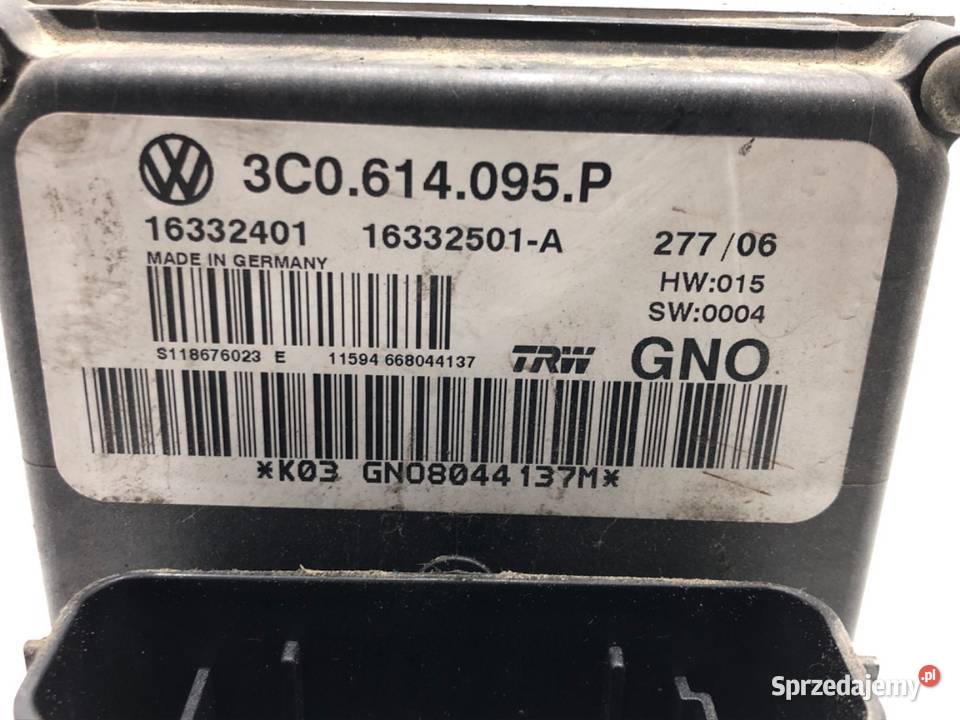 3C0.614.095.P
16332401 16332501-A 277/06
MADE IN GERMANY HW:015
SW:0004
S118676023 E 11594 668044137 TRW GNO
*K03 GNO8044137M*
Sprzedajemy.pl